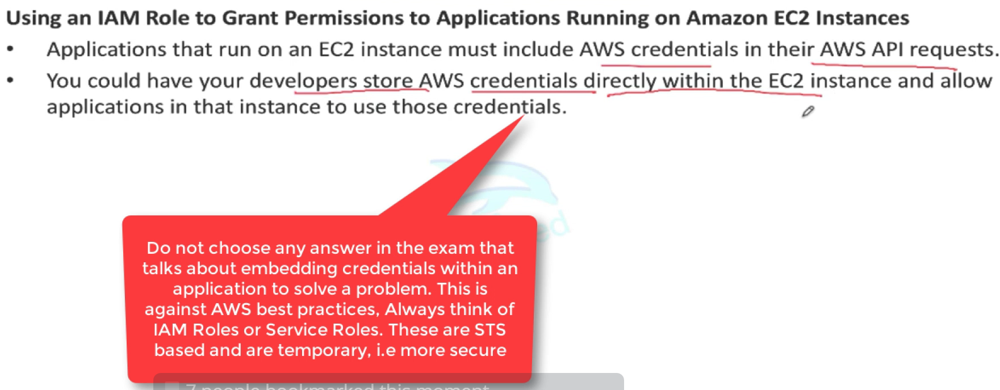 Using an IAM Role to Grant Permissions to Applications Running on Amazon EC2 Instances
• Applications that run on an EC2 instance must include AWS credentials in their AWS API requests.
• You could have your developers store AWS credentials directly within the EC2 instance and allow
applications in that instance to use those credentials.
Do not choose any answer in the exam that
talks about embedding credentials within an
application to solve a problem. This is
against AWS best practices, Always think of
IAM Roles or Service Roles. These are STS
based and are temporary, i.e more secure
7 people bookmarked this moment